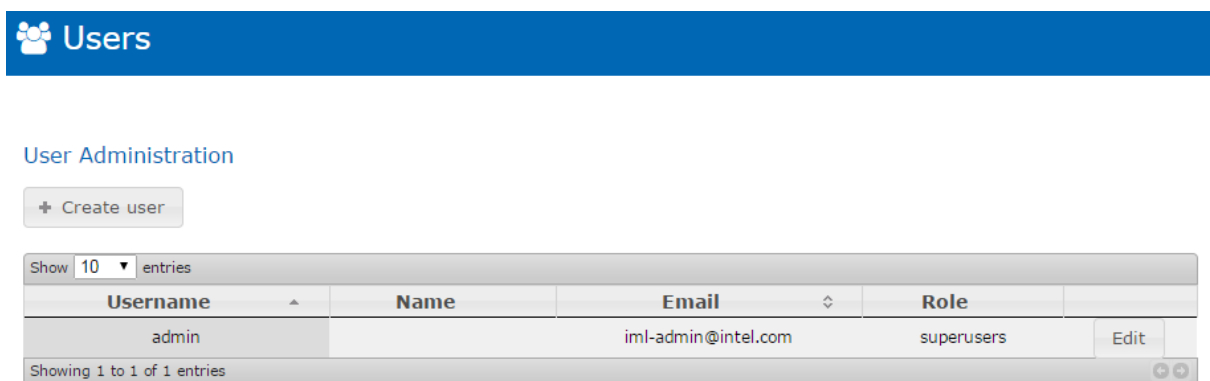 Users
User Administration
+ Create user
Show 10 entries
Username Name Email Role
admin iml-admin@intel.com superusers Edit
Showing 1 to 1 of 1 entries